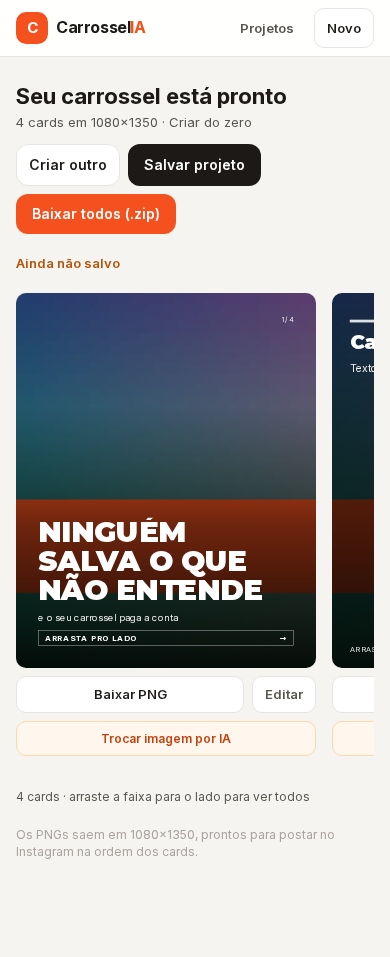 C CarrosselIA Projetos Novo
Seu carrossel está pronto
4 cards em 1080×1350 · Criar do zero
Criar outro Salvar projeto
Baixar todos (.zip)
Ainda não salvo
1/4
NINGUÉM
SALVA O QUE
NÃO ENTENDE
e o seu carrossel paga a conta
ARRASTA PRO LADO →
Ca
Texto
ARRAS
Baixar PNG Editar
Trocar imagem por IA
4 cards · arraste a faixa para o lado para ver todos
Os PNGs saem em 1080×1350, prontos para postar no
Instagram na ordem dos cards.